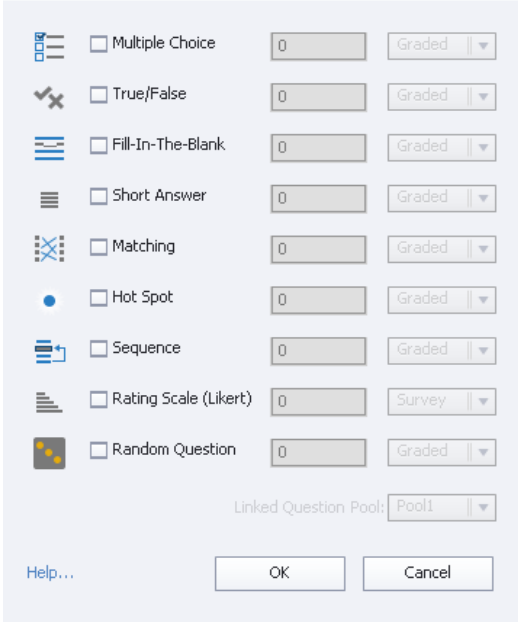 Multiple Choice 0 Graded
True/False 0 Graded
Fill-In-The-Blank 0 Graded
Short Answer 0 Graded
Matching 0 Graded
Hot Spot 0 Graded
Sequence 0 Graded
Rating Scale (Likert) 0 Survey
Random Question 0 Graded
Linked Question Pool: Pool1
Help... OK Cancel